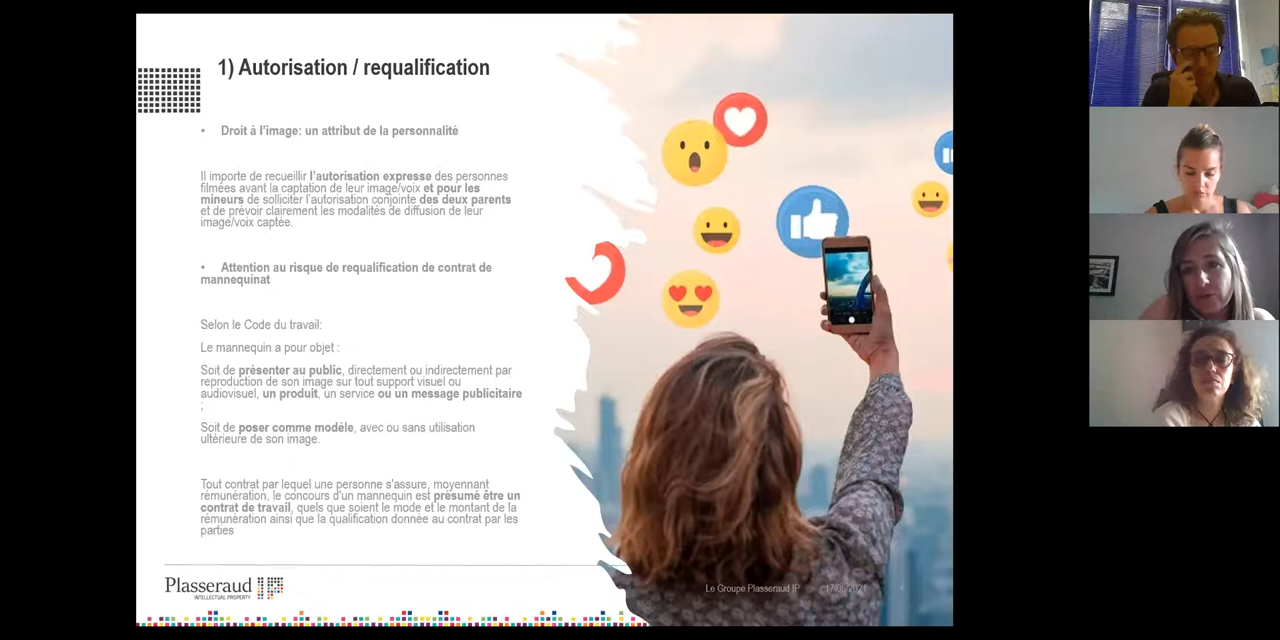 1) Autorisation / requalification
• Droit à l'image: un attribut de la personnalité
Il importe de recueillir l'autorisation expresse des personnes
filmées avant la captation de leur image/voix et pour les
mineurs de solliciter l'autorisation conjointe des deux parents
et de prévoir clairement les modalités de diffusion de leur
image/voix captée.
• Attention au risque de requalification de contrat de
mannequinat
Selon le Code du travail:
Le mannequin a pour objet :
Soit de présenter au public, directement ou indirectement par
reproduction de son image sur tout support visuel ou
audiovisuel, un produit, un service ou un message publicitaire
;
Soit de poser comme modèle, avec ou sans utilisation
ultérieure de son image.
Tout contrat par lequel une personne s'assure, moyennant
rémunération, le concours d'un mannequin est présumé être un
contrat de travail, quels que soient le mode et le montant de la
rémunération ainsi que la qualification donnée au contrat par les
parties
Plasseraud IP
INTELLECTUAL PROPERTY
Le Groupe Plasseraud IP